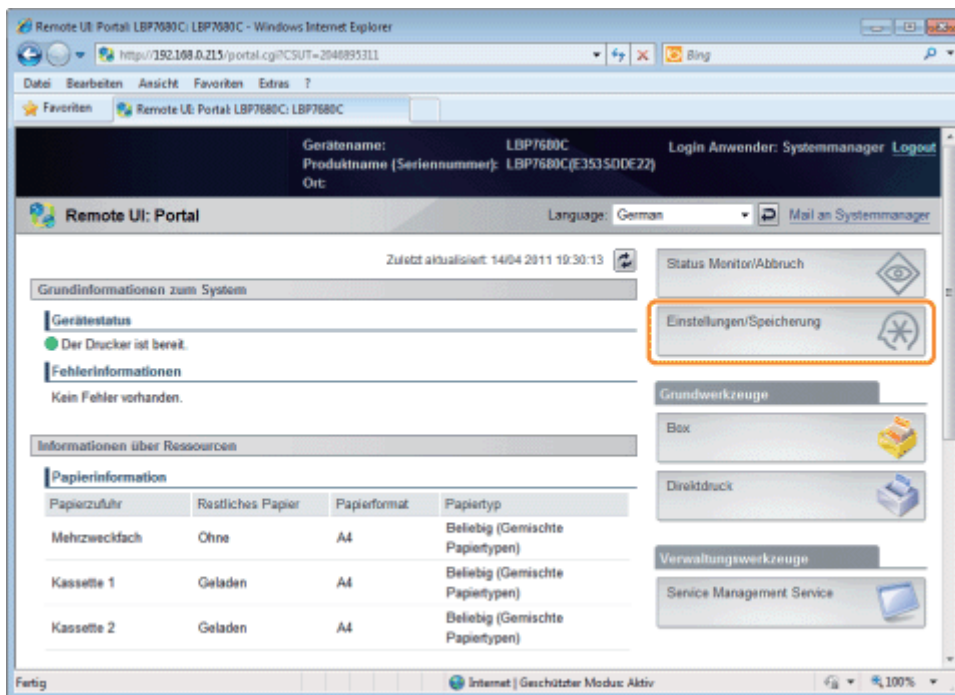 Remote UI: Portal: LBP7680C: LBP7680C - Windows Internet Explorer
http://192.168.0.215/portal.cgi?CSUT=2046895311
Bing
Datei Bearbeiten Ansicht Favoriten Extras ?
Favoriten Remote UI: Portal: LBP7680C: LBP7680C
Gerätename: LBP7680C
Login Anwender: Systemmanager Logout
Produktname (Seriennummer): LBP7680C(E353SDDE22)
Ort:
Remote UI: Portal
Language: German Mail an Systemmanager
Zuletzt aktualisiert: 14/04 2011 19:30:13
Grundinformationen zum System
Gerätestatus
Der Drucker ist bereit.
Fehlerinformationen
Kein Fehler vorhanden.
Informationen über Ressourcen
Papierinformation
Papierzufuhr Restliches Papier Papierformat Papiertyp
Mehrzweckfach Ohne A4 Beliebig (Gemischte
Papiertypen)
Kassette 1 Geladen A4 Beliebig (Gemischte
Papiertypen)
Kassette 2 Geladen A4 Beliebig (Gemischte
Papiertypen)
Status Monitor/Abbruch
Einstellungen/Speicherung
Grundwerkzeuge
Box
Direktdruck
Verwaltungswerkzeuge
Service Management Service
Fertig
Internet | Geschützter Modus: Aktiv
100%